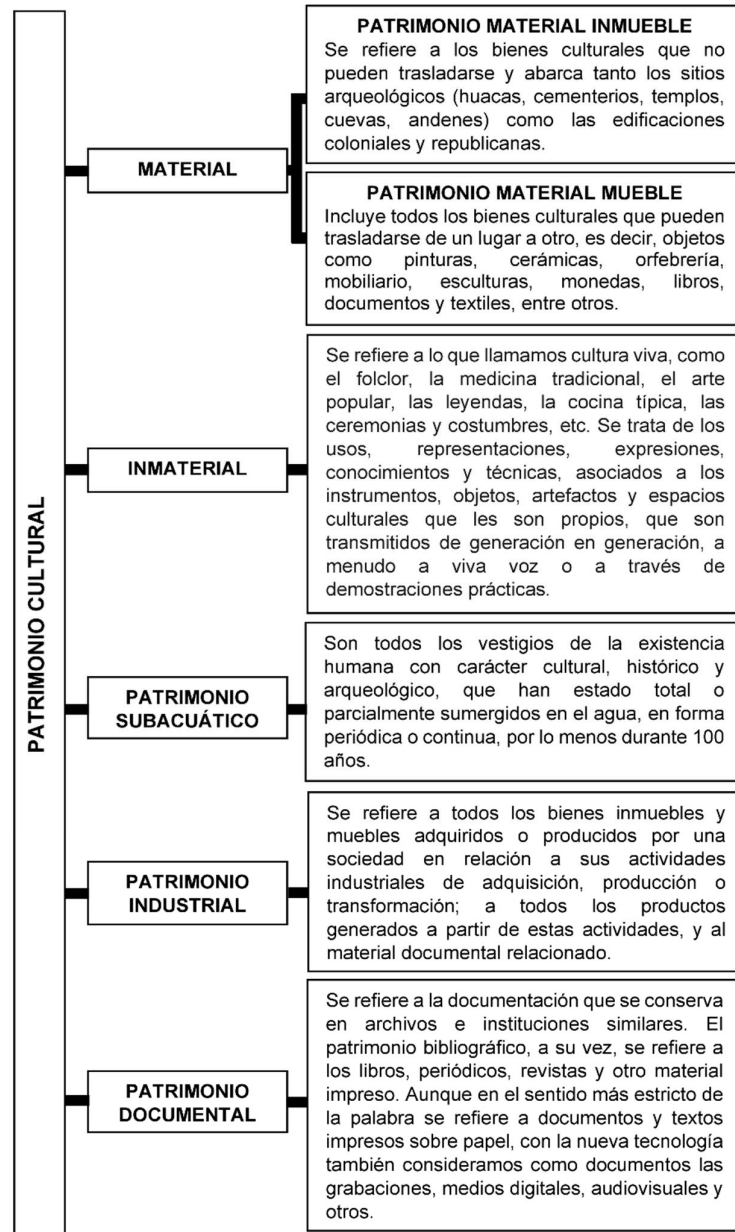 PATRIMONIO CULTURAL
MATERIAL
PATRIMONIO MATERIAL INMUEBLE
Se refiere a los bienes culturales que no
pueden trasladarse y abarca tanto los sitios
arqueológicos (huacas, cementerios, templos,
cuevas, andenes) como las edificaciones
coloniales y republicanas.
PATRIMONIO MATERIAL MUEBLE
Incluye todos los bienes culturales que pueden
trasladarse de un lugar a otro, es decir, objetos
como pinturas, cerámicas, orfebrería,
mobiliario, esculturas, monedas, libros,
documentos y textiles, entre otros.
INMATERIAL
Se refiere a lo que llamamos cultura viva, como
el folclor, la medicina tradicional, el arte
popular, las leyendas, la cocina típica, las
ceremonias y costumbres, etc. Se trata de los
usos, representaciones, expresiones,
conocimientos y técnicas, asociados a los
instrumentos, objetos, artefactos y espacios
culturales que les son propios, que son
transmitidos de generación en generación, a
menudo a viva voz o a través de
demostraciones prácticas.
PATRIMONIO
SUBACUÁTICO
Son todos los vestigios de la existencia
humana con carácter cultural, histórico y
arqueológico, que han estado total o
parcialmente sumergidos en el agua, en forma
periódica o continua, por lo menos durante 100
años.
PATRIMONIO
INDUSTRIAL
Se refiere a todos los bienes inmuebles y
muebles adquiridos o producidos por una
sociedad en relación a sus actividades
industriales de adquisición, producción o
transformación; a todos los productos
generados a partir de estas actividades, y al
material documental relacionado.
PATRIMONIO
DOCUMENTAL
Se refiere a la documentación que se conserva
en archivos e instituciones similares. El
patrimonio bibliográfico, a su vez, se refiere a
los libros, periódicos, revistas y otro material
impreso. Aunque en el sentido más estricto de
la palabra se refiere a documentos y textos
impresos sobre papel, con la nueva tecnología
también consideramos como documentos las
grabaciones, medios digitales, audiovisuales y
otros.